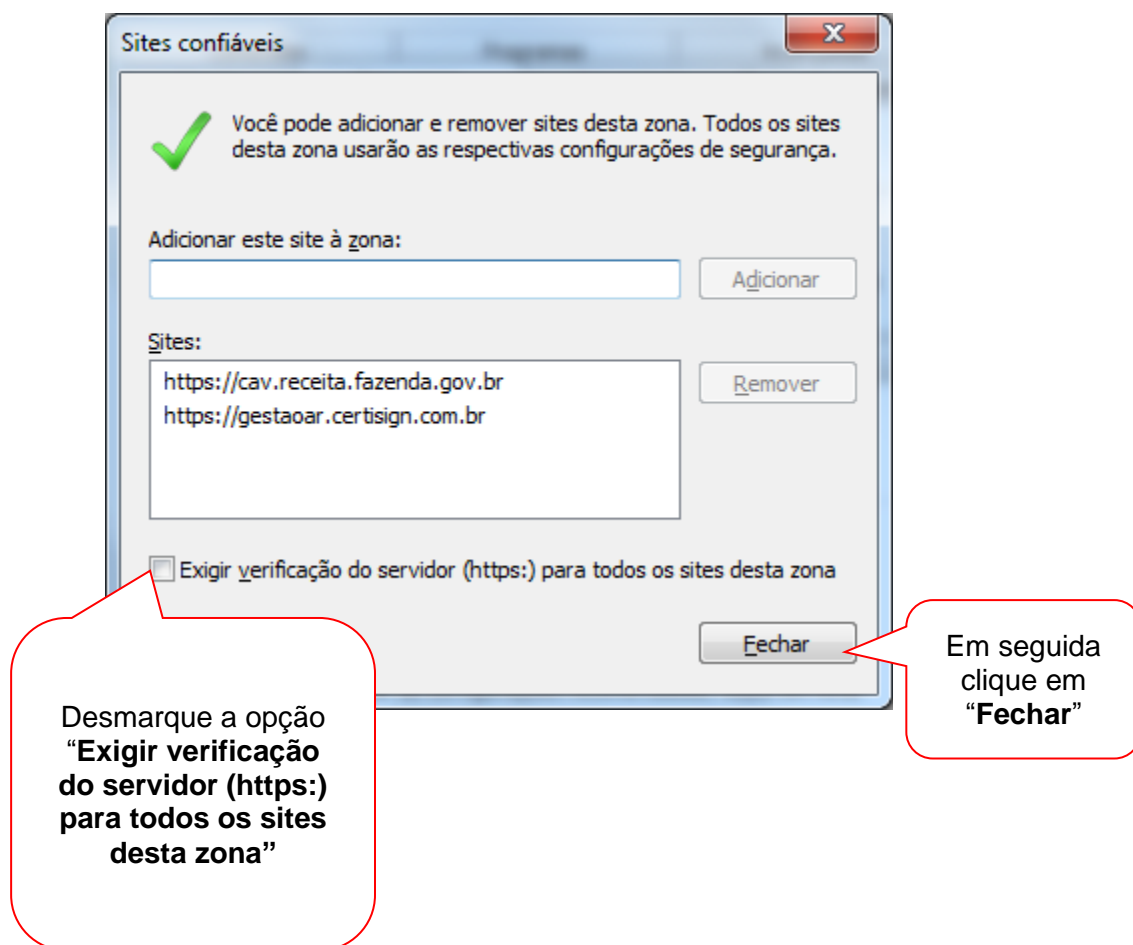 Sites confiáveis
Você pode adicionar e remover sites desta zona. Todos os sites
desta zona usarão as respectivas configurações de segurança.
Adicionar este site à zona:
Adicionar
Sites:
https://cav.receita.fazenda.gov.br
https://gestaoar.certisign.com.br
Remover
Exigir verificação do servidor (https:) para todos os sites desta zona
Fechar
Em seguida
clique em
“Fechar”
Desmarque a opção
“Exigir verificação
do servidor (https:)
para todos os sites
desta zona”